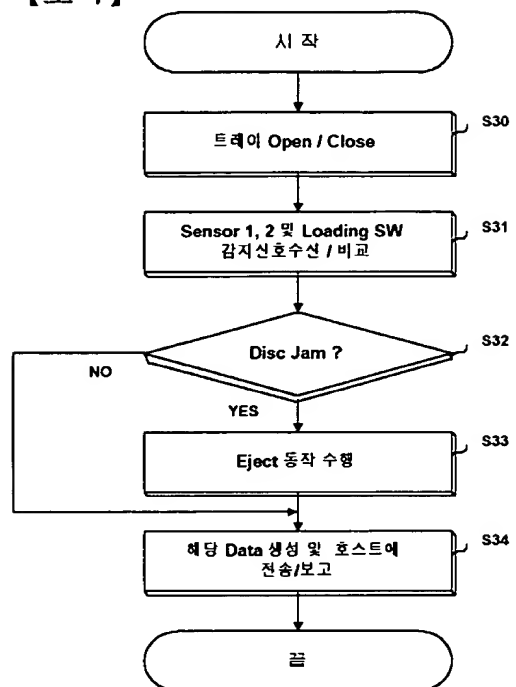 시 작
S30
트레이 Open / Close
S31
Sensor 1, 2 및 Loading SW
감지신호수신 / 비교
S32
Disc Jam ?
NO
YES
S33
Eject 동작 수행
S34
해당 Data 생성 및 호스트에
전송/보고
끝